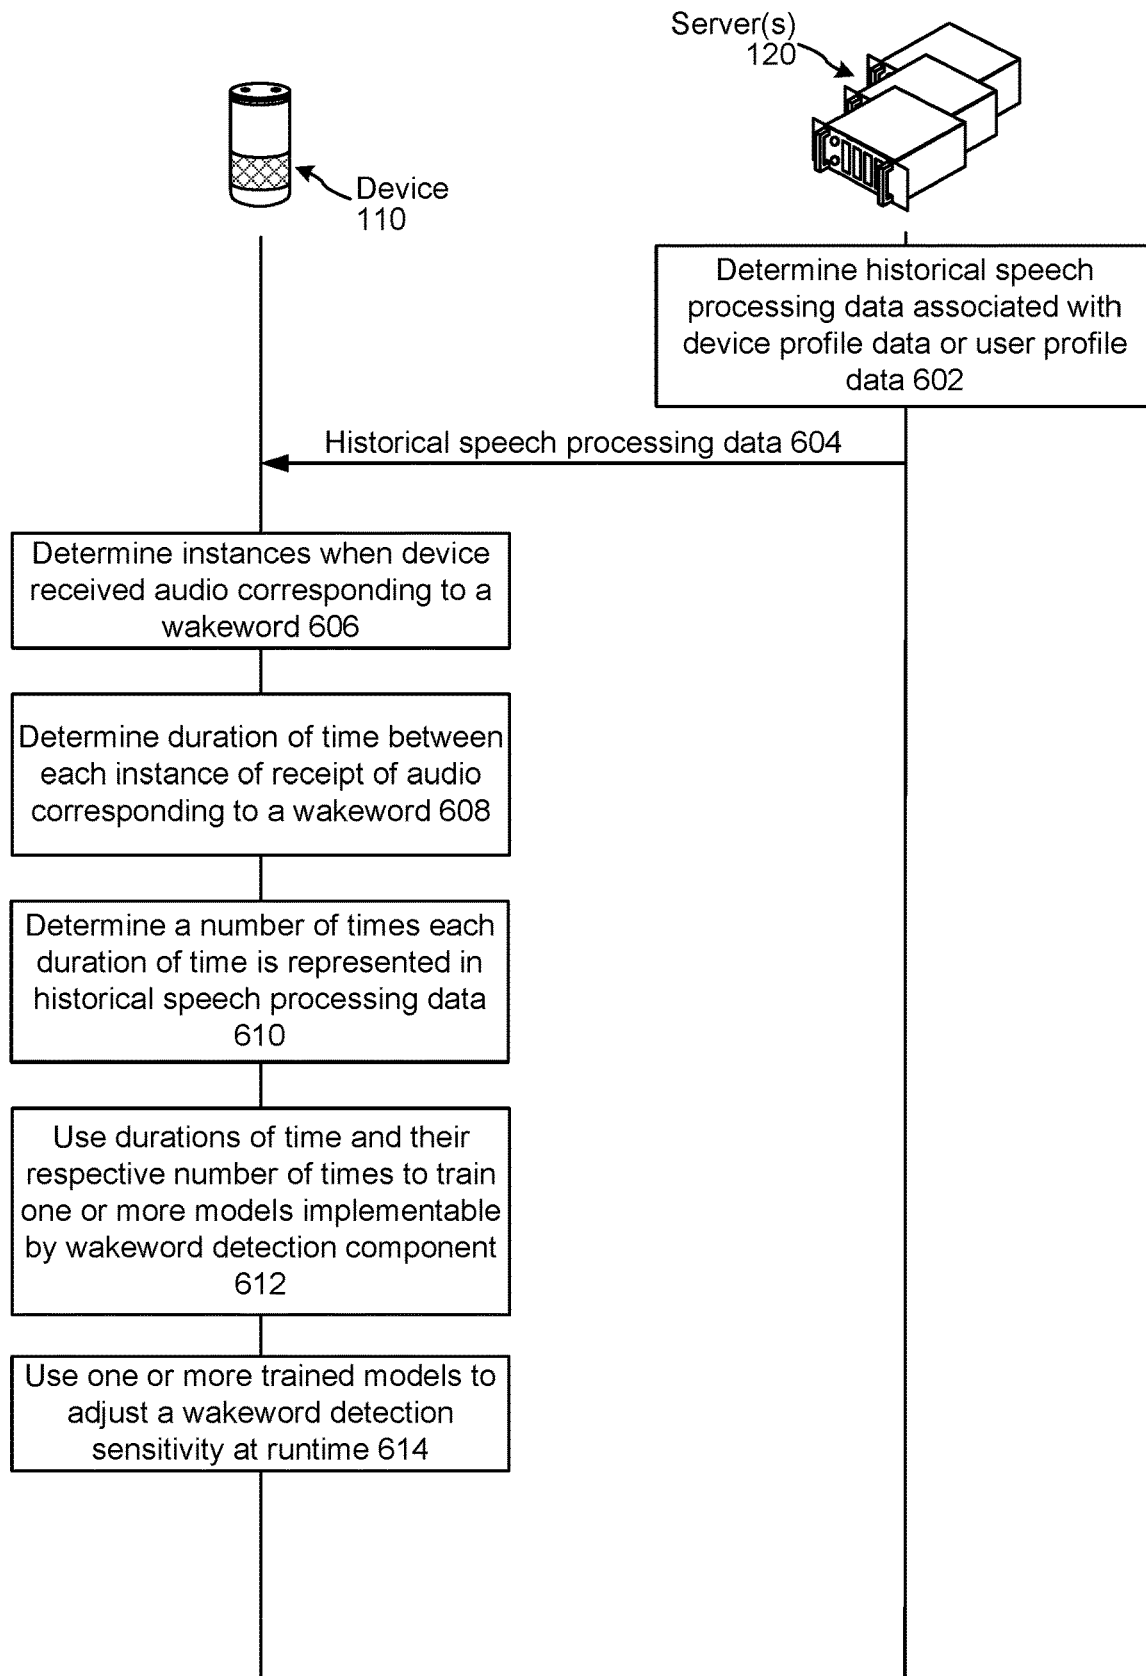 Server(s)
120
Device
110
Determine historical speech
processing data associated with
device profile data or user profile
data 602
Historical speech processing data 604
Determine instances when device
received audio corresponding to a
wakeword 606
Determine duration of time between
each instance of receipt of audio
corresponding to a wakeword 608
Determine a number of times each
duration of time is represented in
historical speech processing data
610
Use durations of time and their
respective number of times to train
one or more models implementable
by wakeword detection component
612
Use one or more trained models to
adjust a wakeword detection
sensitivity at runtime 614